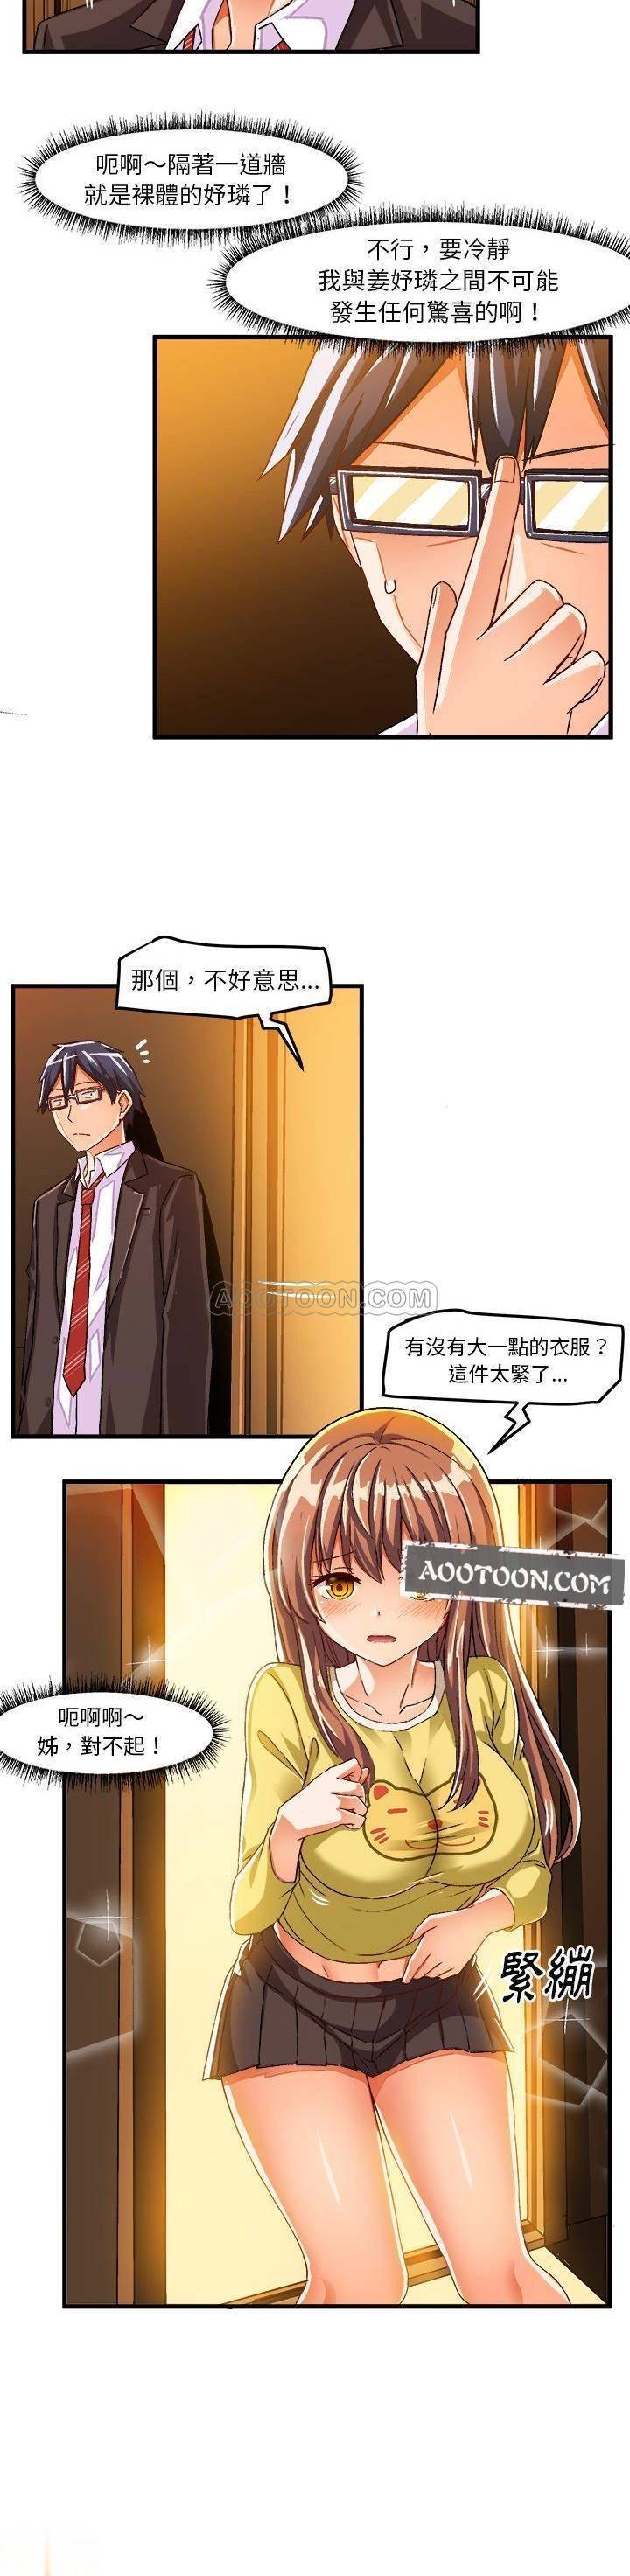 呃啊～隔著一道牆
就是裸體的妤璘了！
不行，要冷靜
我與姜妤璘之間不可能
發生任何驚喜的啊！
那個，不好意思...
AOOTOON.COM
有沒有大一點的衣服？
這件太緊了...
AOOTOON.COM
呃啊啊～
姊，對不起！
緊繃